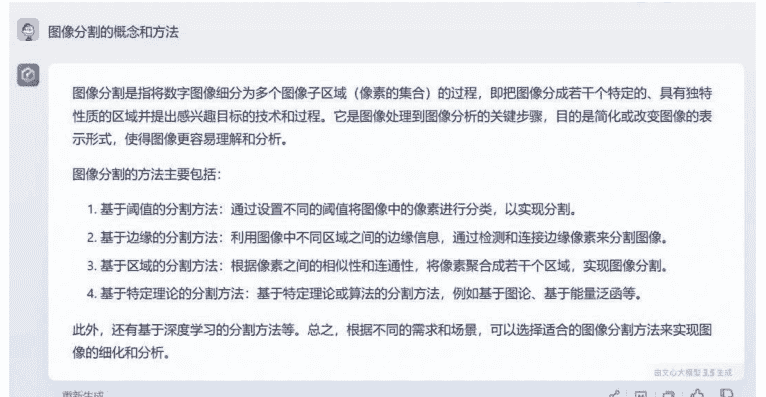 图像分割的概念和方法
图像分割是指将数字图像细分为多个图像子区域（像素的集合）的过程，即把图像分成若干个特定的、具有独特
性质的区域并提出感兴趣目标的技术和过程。它是图像处理到图像分析的关键步骤，目的是简化或改变图像的表
示形式，使得图像更容易理解和分析。
图像分割的方法主要包括：
1. 基于阈值的分割方法：通过设置不同的阈值将图像中的像素进行分类，以实现分割。
2. 基于边缘的分割方法：利用图像中不同区域之间的边缘信息，通过检测和连接边缘像素来分割图像。
3. 基于区域的分割方法：根据像素之间的相似性和连通性，将像素聚合成若干个区域，实现图像分割。
4. 基于特定理论的分割方法：基于特定理论或算法的分割方法，例如基于图论、基于能量泛函等。
此外，还有基于深度学习的分割方法等。总之，根据不同的需求和场景，可以选择适合的图像分割方法来实现图
像的细化和分析。
由文心大模型 3.5 生成
重新生成